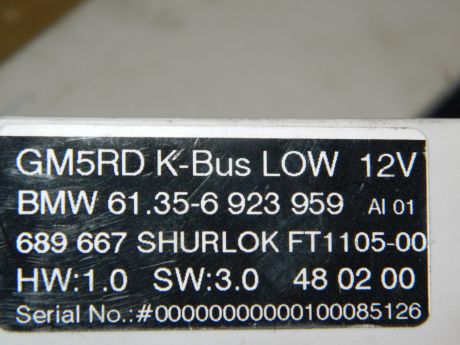 GM5RD K-Bus LOW 12V
BMW 61.35-6 923 959 AI 01
689 667 SHURLOK FT1105-00
HW:1.0 SW:3.0 48 02 00
Serial No.:#00000000000100085126